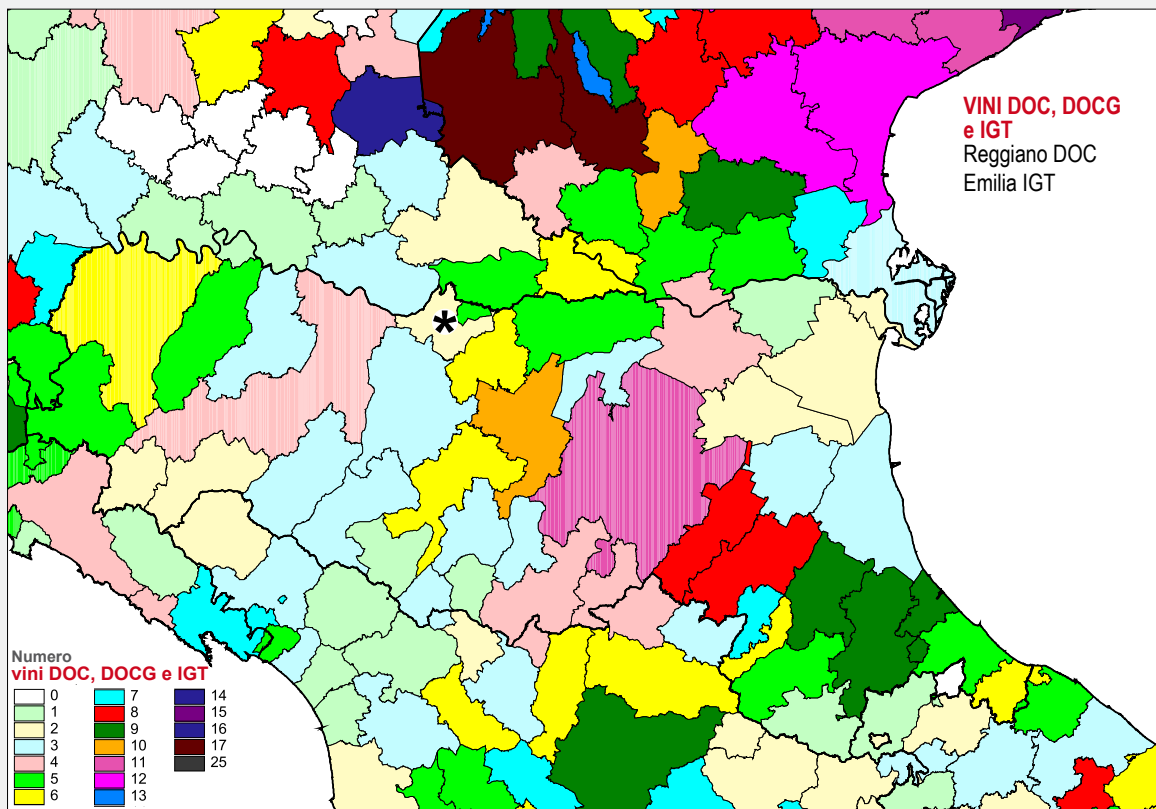 VINI DOC, DOCG
e IGT
Reggiano DOC
Emilia IGT
*
Numero
vini DOC, DOCG e IGT
0 7 14
1 8 15
2 9 16
3 10 17
4 11 25
5 12
6 13